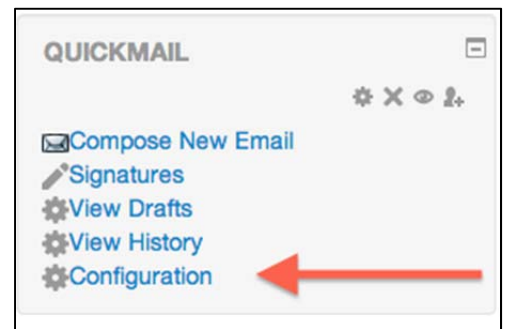 QUICKMAIL
Compose New Email
Signatures
View Drafts
View History
Configuration